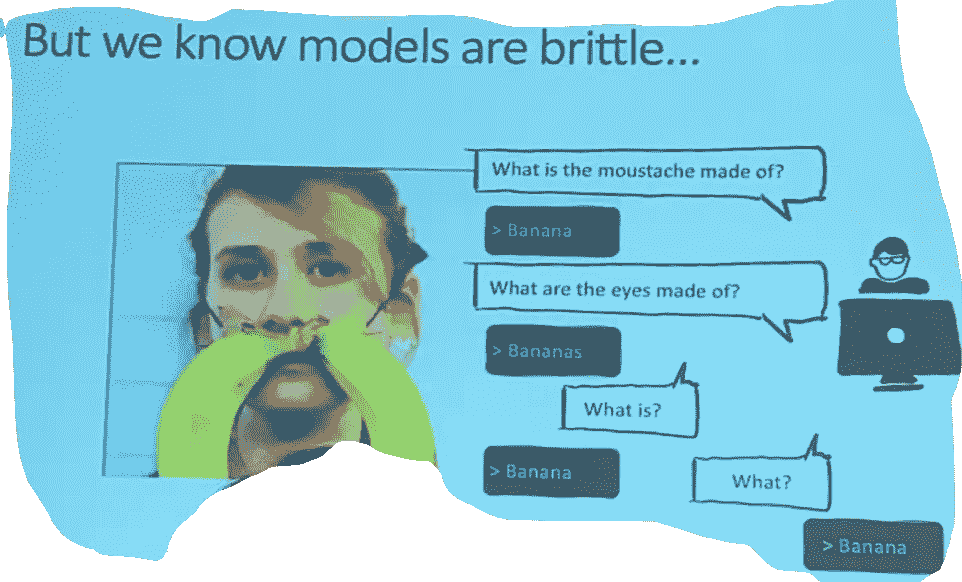 But we know models are brittle...
What is the moustache made of?
> Banana
What are the eyes made of?
> Bananas
What is?
> Banana
What?
> Banana